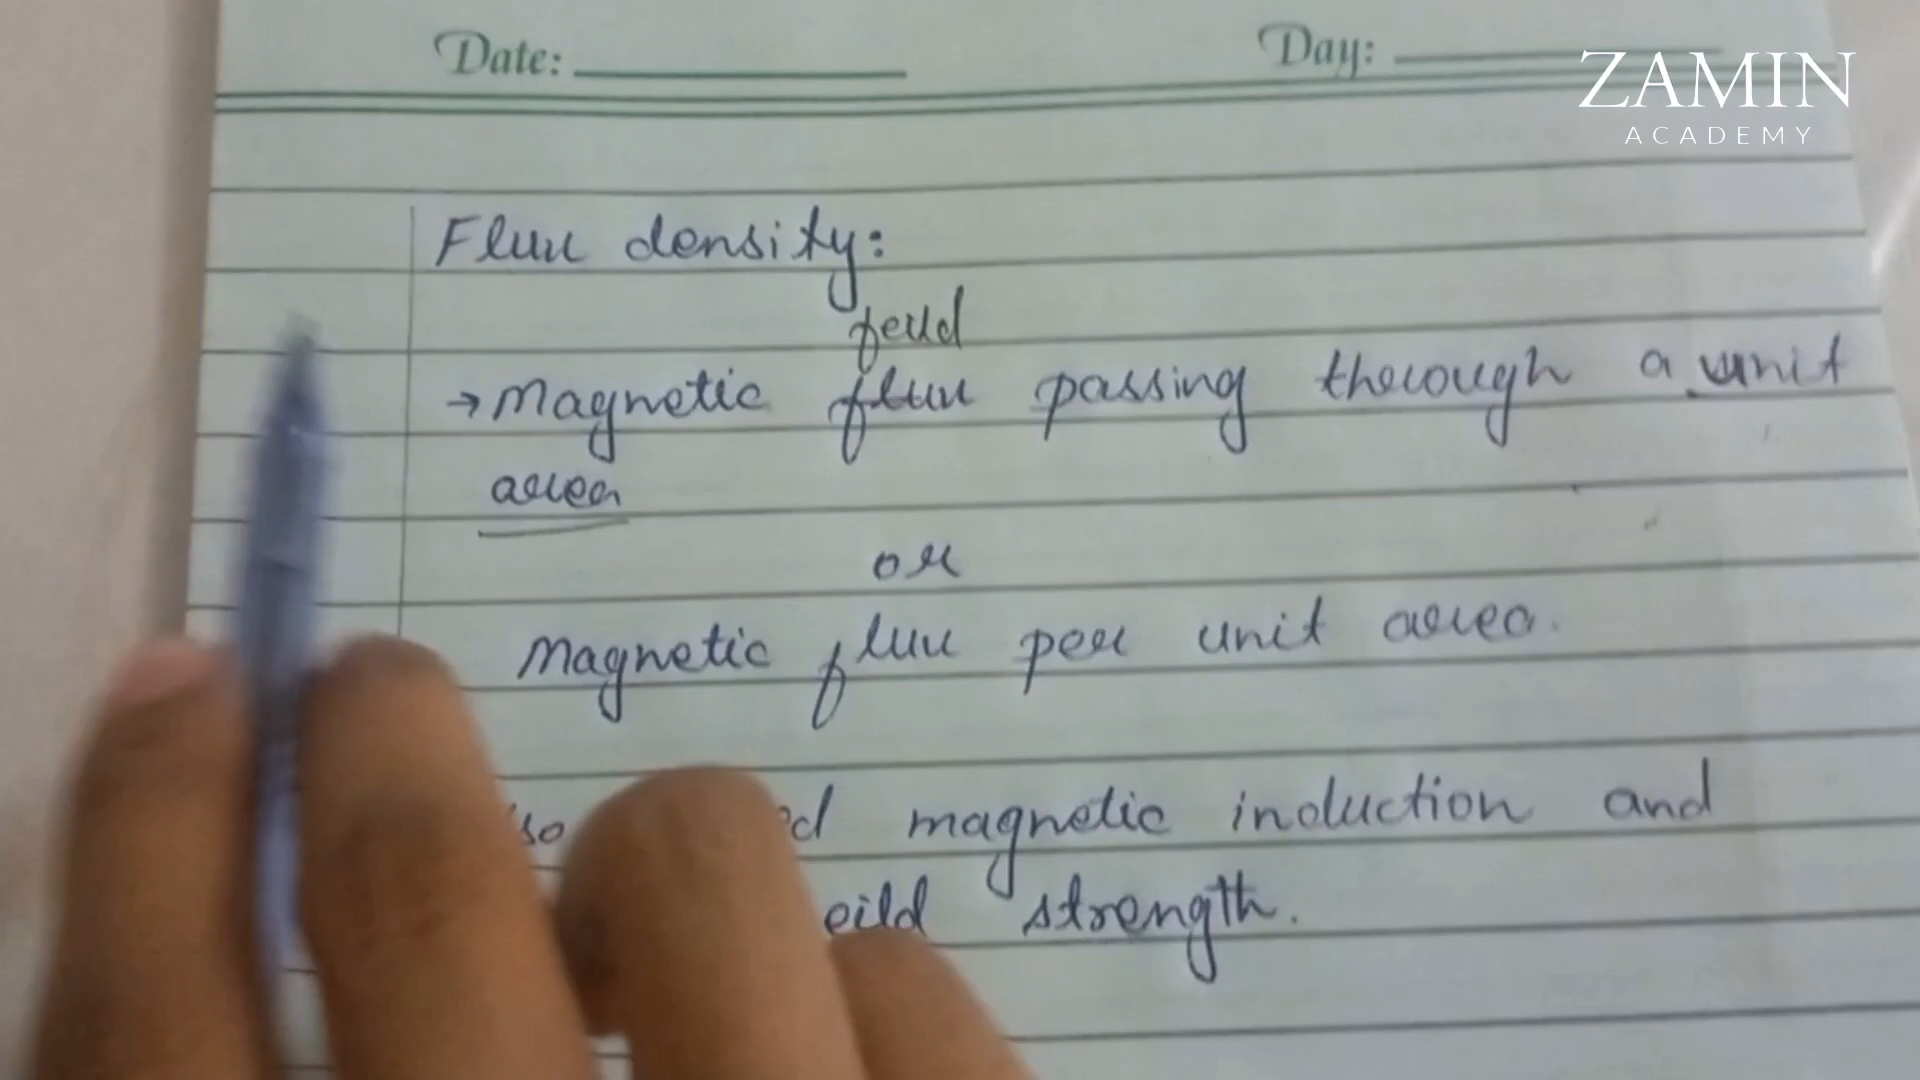 Date: Day:
ZAMIN
ACADEMY
Flux density:
feild
→ Magnetic flux passing through a unit
area
or
Magnetic flux per unit area.
magnetic induction and
strength.